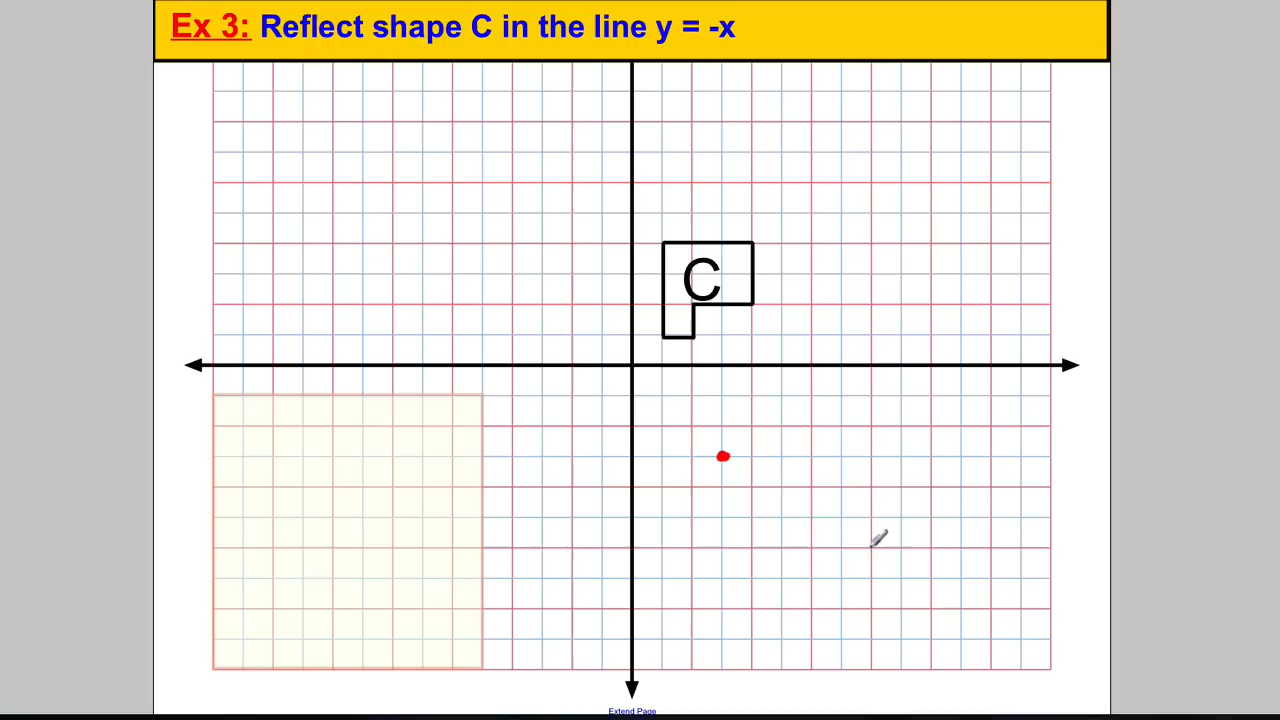 Ex 3: Reflect shape C in the line y = -x
C
Extend Page